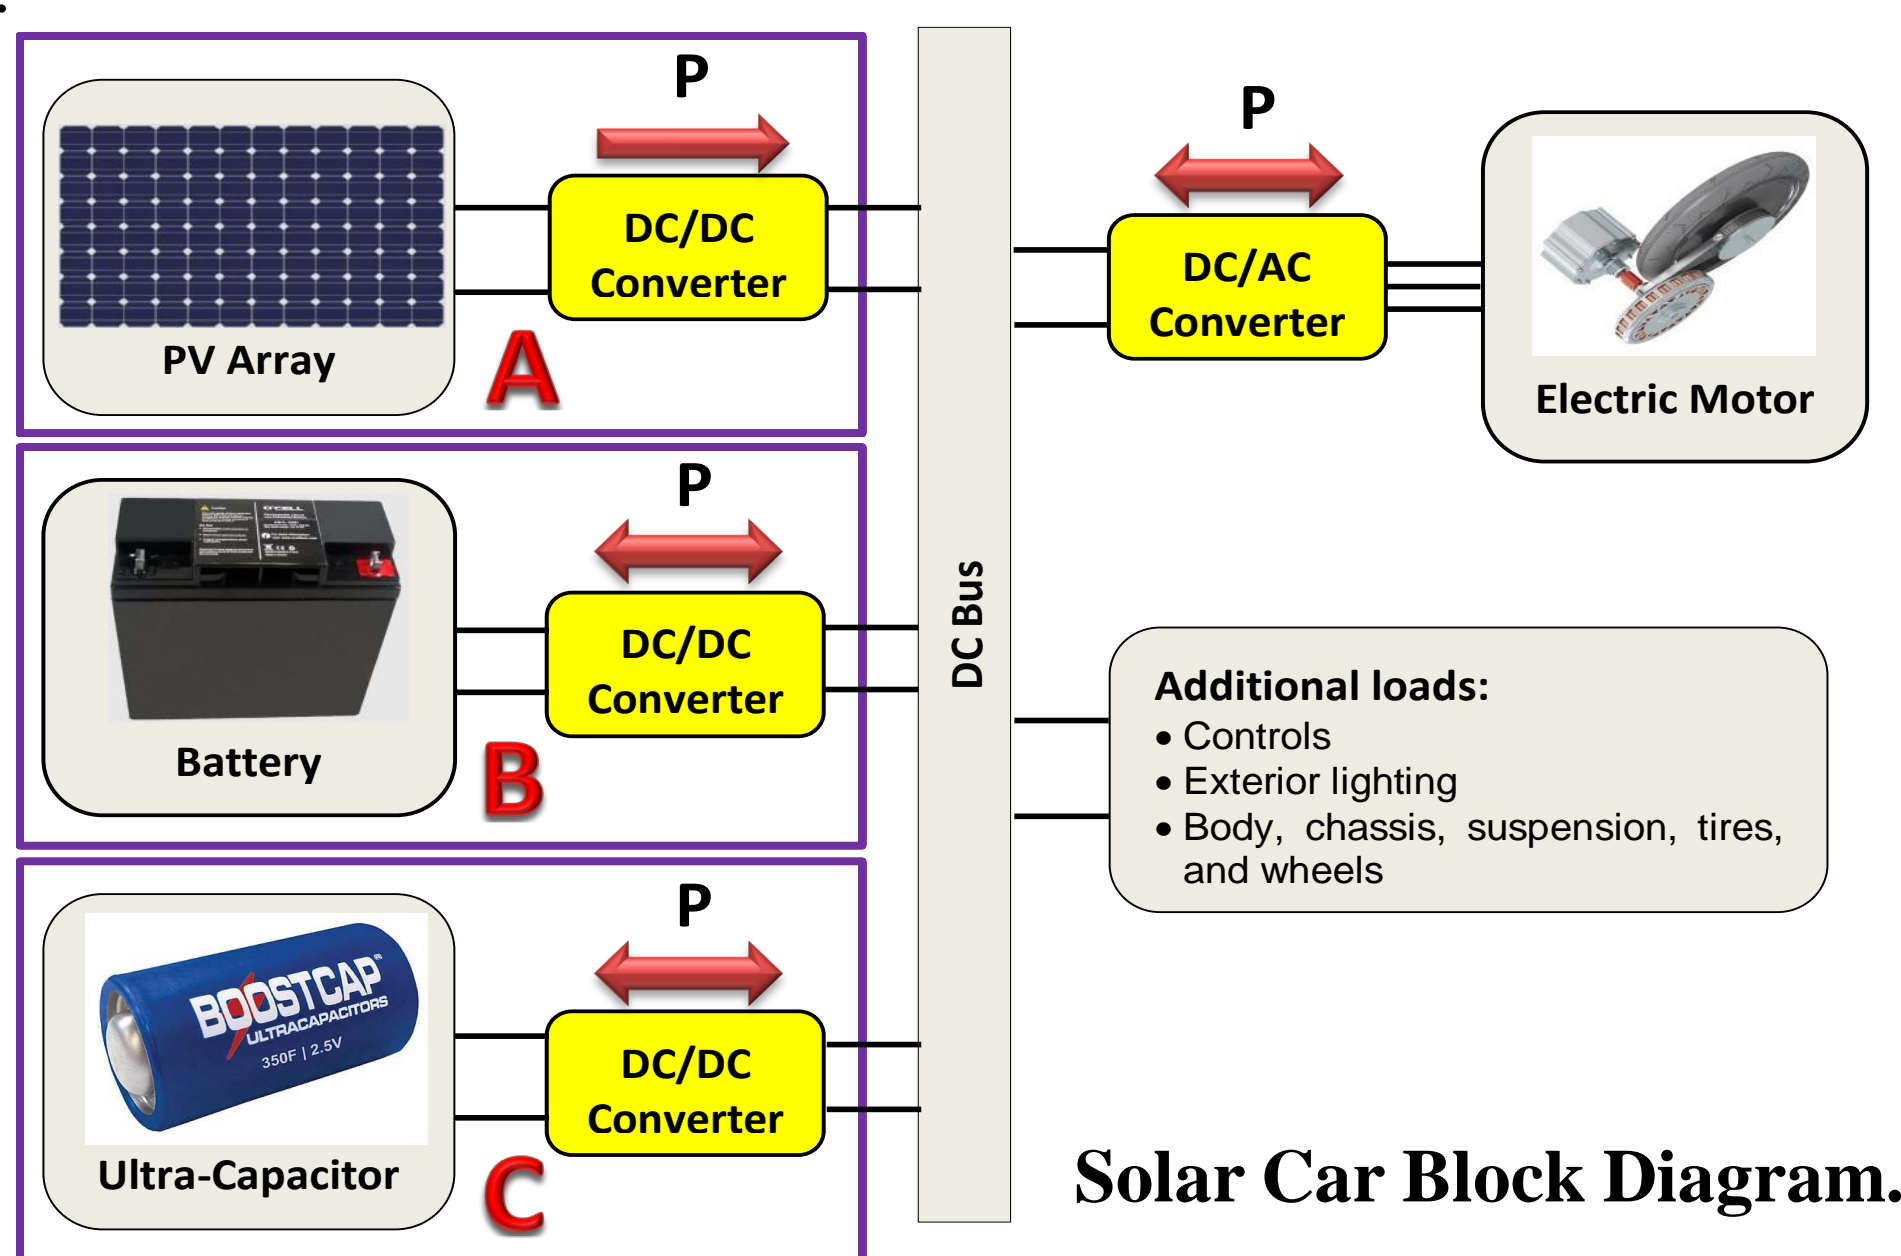 P
DC/DC
Converter
PV Array
A
P
DC/DC
Converter
Battery
B
P
DC/DC
Converter
BOOSTCAP®
ULTRACAPACITORS
350F | 2.5V
Ultra-Capacitor
C
DC Bus
P
DC/AC
Converter
Electric Motor
Additional loads:
• Controls
• Exterior lighting
• Body, chassis, suspension, tires,
and wheels
Solar Car Block Diagram.